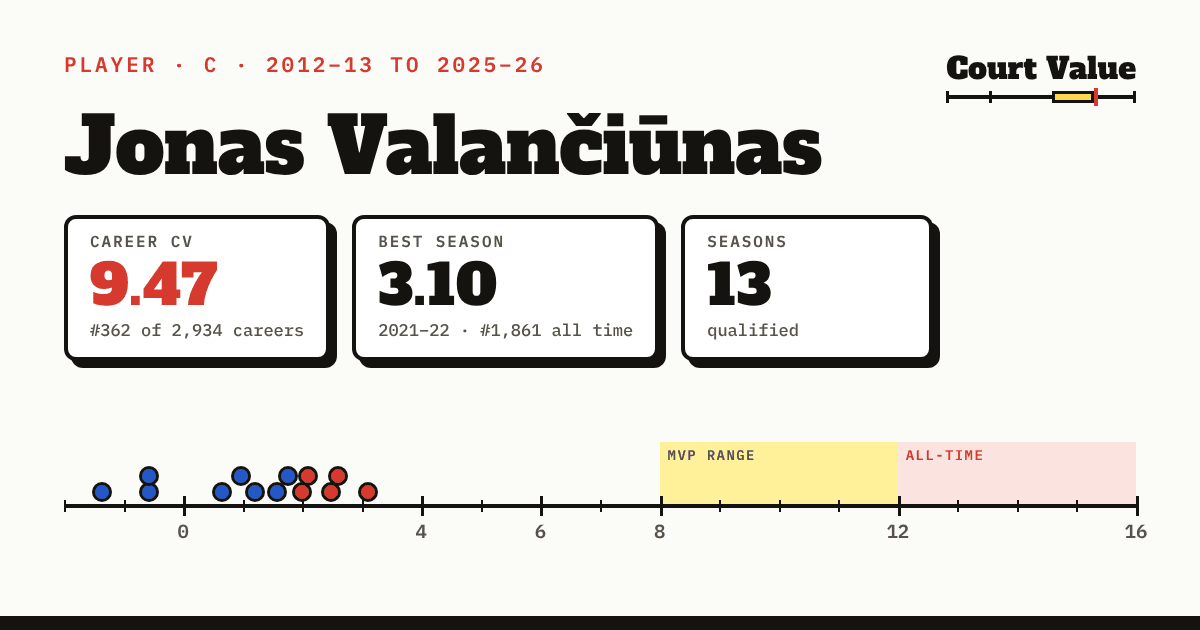 PLAYER · C · 2012–13 TO 2025–26
Court Value
Jonas Valančiūnas
CAREER CV
9.47
#362 of 2,934 careers
BEST SEASON
3.10
2021–22 · #1,861 all time
SEASONS
13
qualified
MVP RANGE
ALL-TIME
0 4 6 8 12 16